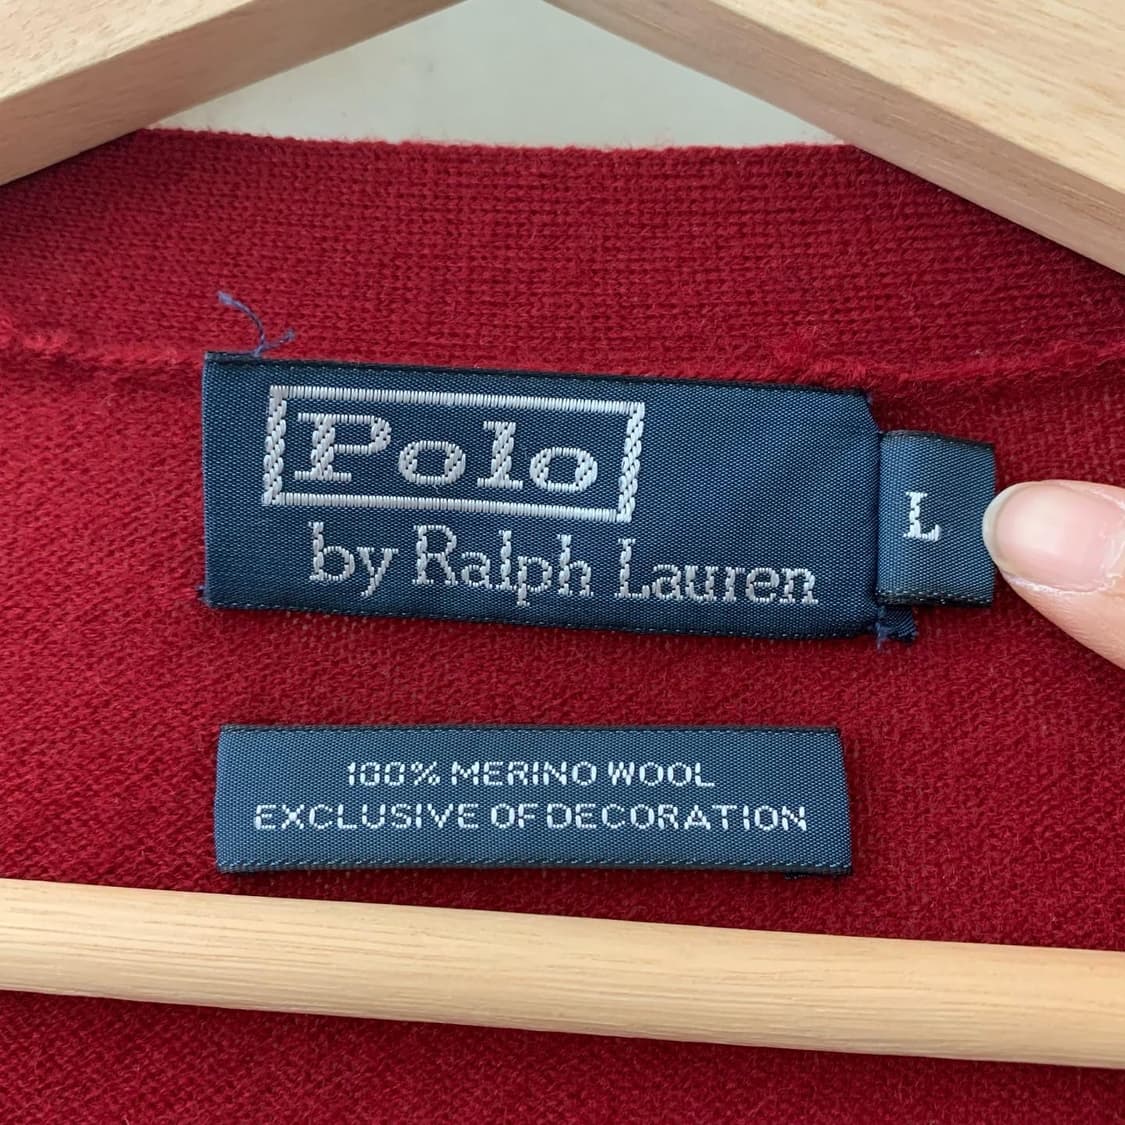 Polo
by Ralph Lauren
L
100% MERINO WOOL
EXCLUSIVE OF DECORATION